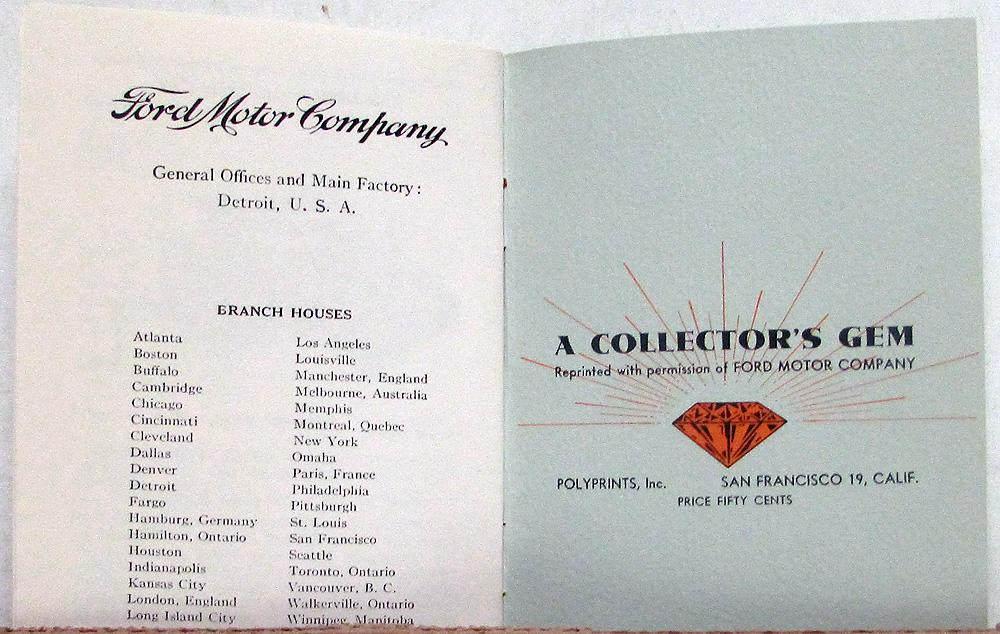 Ford Motor Company
General Offices and Main Factory:
Detroit, U. S. A.
BRANCH HOUSES
Atlanta
Boston
Buffalo
Cambridge
Chicago
Cincinnati
Cleveland
Dallas
Denver
Detroit
Fargo
Hamburg, Germany
Hamilton, Ontario
Houston
Indianapolis
Kansas City
London, England
Long Island City
Los Angeles
Louisville
Manchester, England
Melbourne, Australia
Memphis
Montreal, Quebec
New York
Omaha
Paris, France
Philadelphia
Pittsburgh
St. Louis
San Francisco
Seattle
Toronto, Ontario
Vancouver, B. C.
Walkerville, Ontario
Winnipeg, Manitoba
A COLLECTOR'S GEM
Reprinted with permission of FORD MOTOR COMPANY
POLYPRINTS, Inc. SAN FRANCISCO 19, CALIF.
PRICE FIFTY CENTS